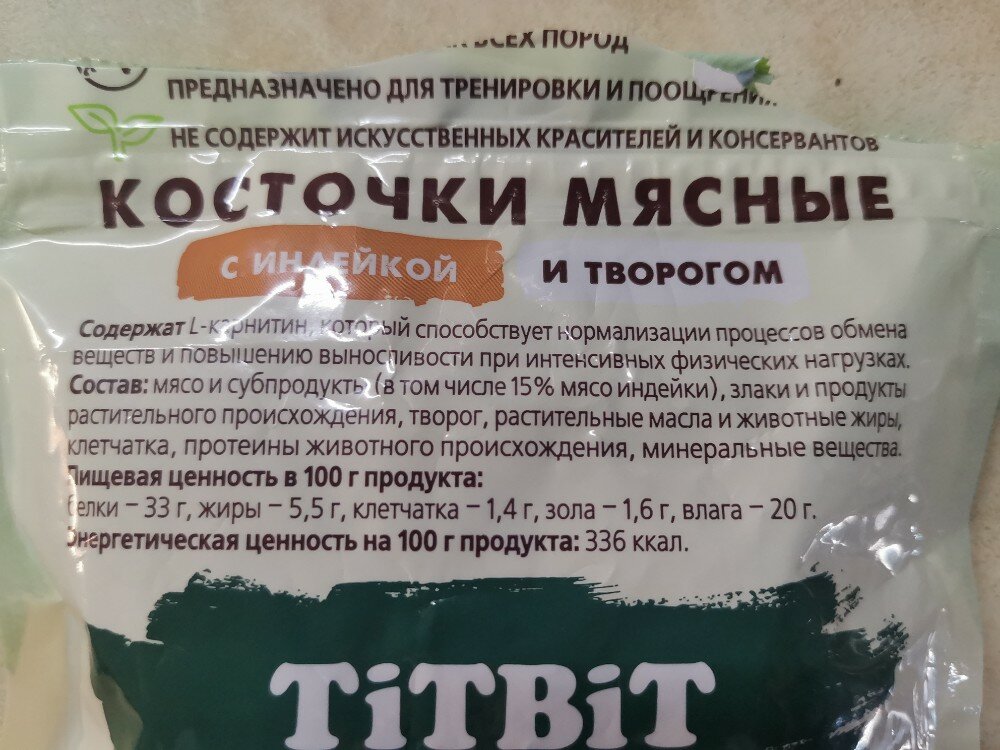 ВСЕХ ПОРОД
ПРЕДНАЗНАЧЕНО ДЛЯ ТРЕНИРОВКИ И ПООЩРЕНИЯ
НЕ СОДЕРЖИТ ИСКУССТВЕННЫХ КРАСИТЕЛЕЙ И КОНСЕРВАНТОВ
КОСТОЧКИ МЯСНЫЕ
С ИНДЕЙКОЙ И ТВОРОГОМ
Содержат L-карнитин, который способствует нормализации процессов обмена
веществ и повышению выносливости при интенсивных физических нагрузках.
Состав: мясо и субпродукты (в том числе 15% мясо индейки), злаки и продукты
растительного происхождения, творог, растительные масла и животные жиры,
клетчатка, протеины животного происхождения, минеральные вещества.
Пищевая ценность в 100 г продукта:
белки – 33 г, жиры – 5,5 г, клетчатка – 1,4 г, зола – 1,6 г, влага – 20 г.
Энергетическая ценность на 100 г продукта: 336 ккал.
TiTBiT